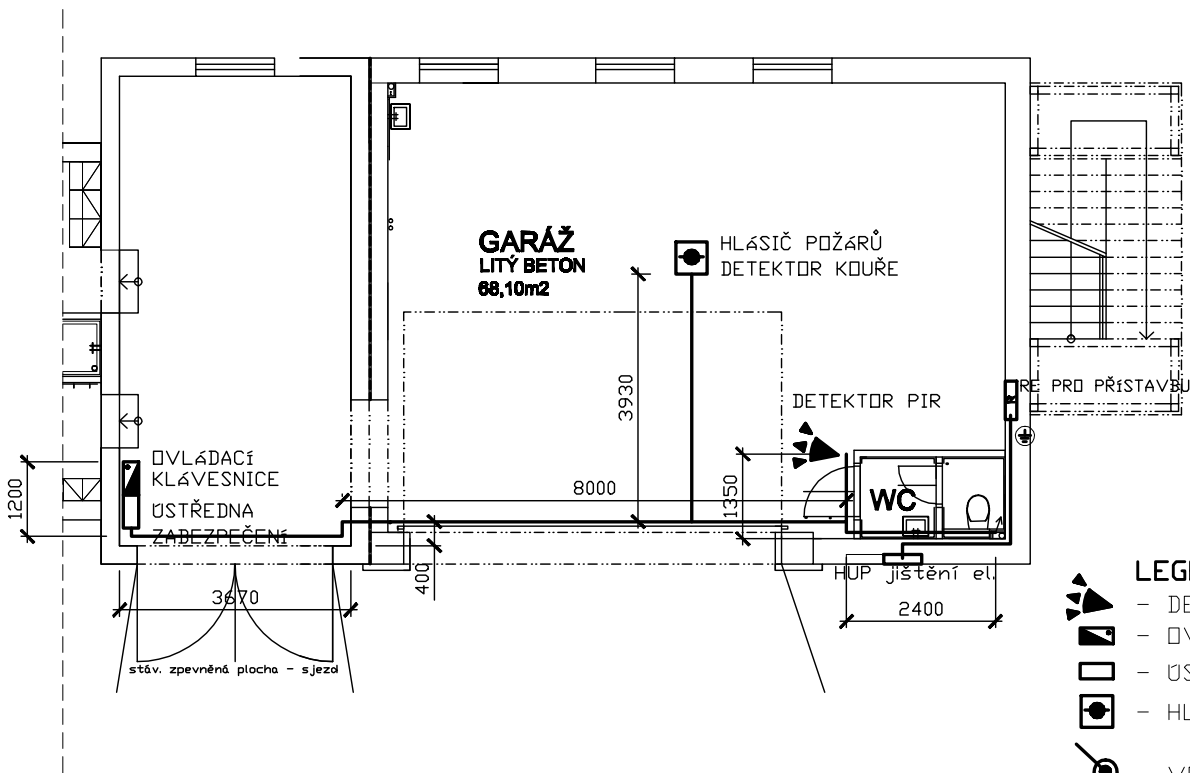 GARÁŽ
LITÝ BETON
68,10m2
HLÁSIČ POŽÁRŮ
DETEKTOR KOUŘE
3930
DETEKTOR PIR
RE PRO PŘÍSTAVBU
OVLÁDACÍ
KLÁVESNICE
ÚSTŘEDNA
ZABEZPEČENÍ
1200
8000
1350
WC
400
HUP jištění el.
3670
2400
stáv. zpevněná plocha - sjezd
LEG
- DE
- OV
- ÚS
- HL